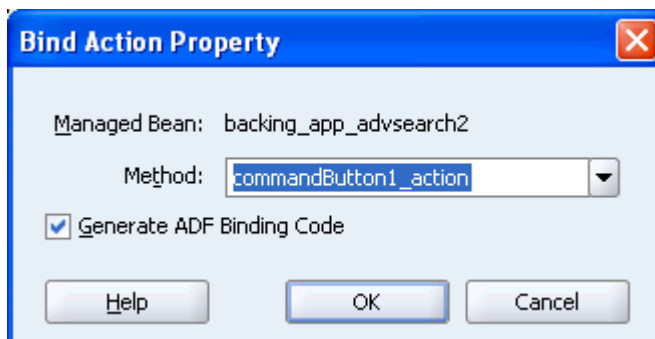 Bind Action Property
Managed Bean: backing_app_advsearch2
Method: commandButton1_action
Generate ADF Binding Code
Help OK Cancel